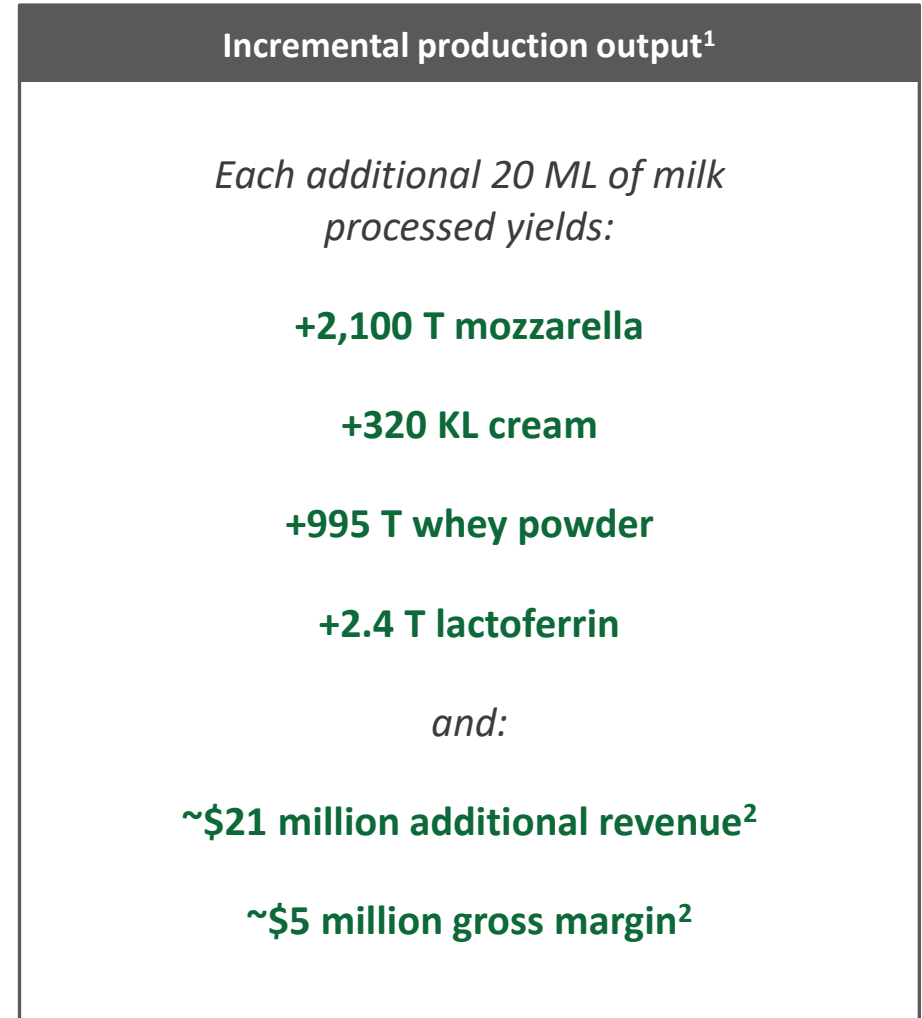 Incremental production output¹
Each additional 20 ML of milk
processed yields:
+2,100 T mozzarella
+320 KL cream
+995 T whey powder
+2.4 T lactoferrin
and:
~$21 million additional revenue²
~$5 million gross margin²